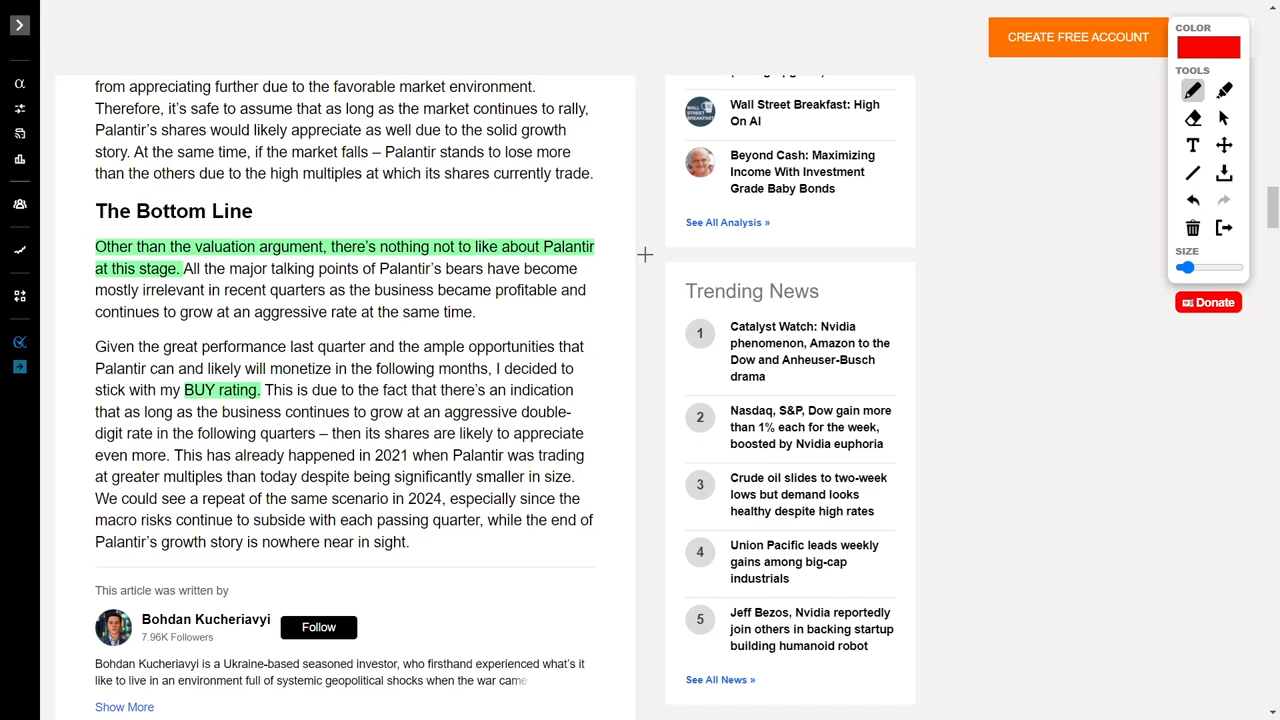 CREATE FREE ACCOUNT
COLOR
TOOLS
SIZE
Donate
from appreciating further due to the favorable market environment.
Therefore, it's safe to assume that as long as the market continues to rally,
Palantir's shares would likely appreciate as well due to the solid growth
story. At the same time, if the market falls – Palantir stands to lose more
than the others due to the high multiples at which its shares currently trade.
The Bottom Line
Other than the valuation argument, there's nothing not to like about Palantir
at this stage. All the major talking points of Palantir's bears have become
mostly irrelevant in recent quarters as the business became profitable and
continues to grow at an aggressive rate at the same time.
Given the great performance last quarter and the ample opportunities that
Palantir can and likely will monetize in the following months, I decided to
stick with my BUY rating. This is due to the fact that there's an indication
that as long as the business continues to grow at an aggressive double-
digit rate in the following quarters – then its shares are likely to appreciate
even more. This has already happened in 2021 when Palantir was trading
at greater multiples than today despite being significantly smaller in size.
We could see a repeat of the same scenario in 2024, especially since the
macro risks continue to subside with each passing quarter, while the end of
Palantir's growth story is nowhere near in sight.
This article was written by
Bohdan Kucheriavyi
7.96K Followers
Follow
Bohdan Kucheriavyi is a Ukraine-based seasoned investor, who firsthand experienced what's it
like to live in an environment full of systemic geopolitical shocks when the war came
Show More
Wall Street Breakfast: High
On AI
Beyond Cash: Maximizing
Income With Investment
Grade Baby Bonds
See All Analysis »
Trending News
1
Catalyst Watch: Nvidia
phenomenon, Amazon to the
Dow and Anheuser-Busch
drama
2
Nasdaq, S&P, Dow gain more
than 1% each for the week,
boosted by Nvidia euphoria
3
Crude oil slides to two-week
lows but demand looks
healthy despite high rates
4
Union Pacific leads weekly
gains among big-cap
industrials
5
Jeff Bezos, Nvidia reportedly
join others in backing startup
building humanoid robot
See All News »